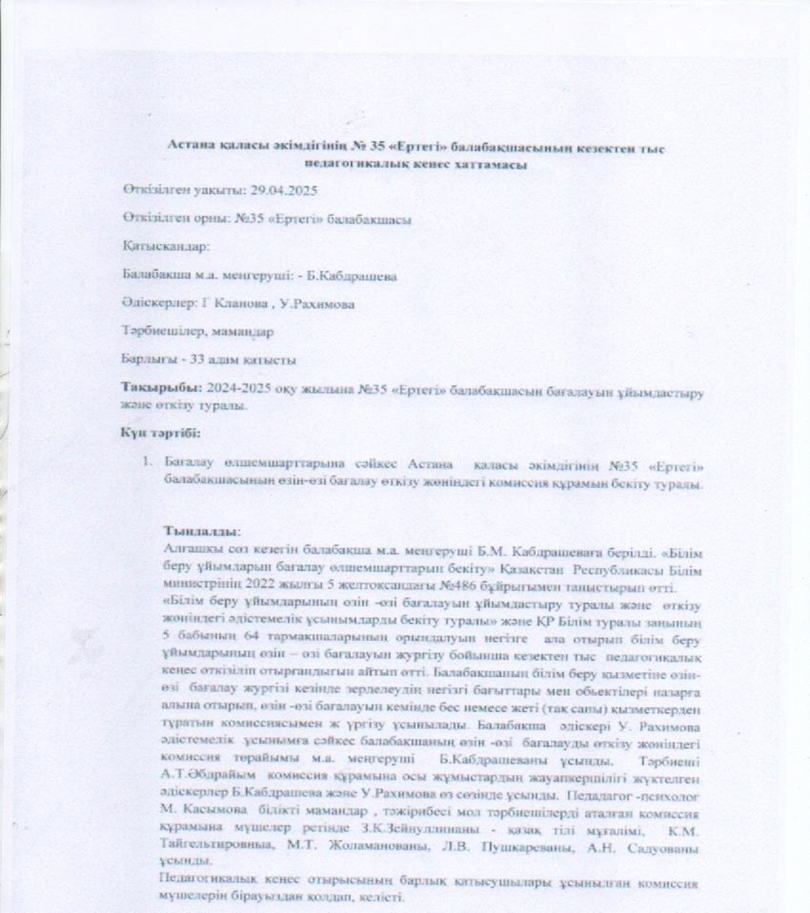 Астана қаласы әкімдігінің № 35 «Ертегі» балабақшасының кезектен тыс
педагогикалық кеңес хаттамасы
Өткізілген уақыты: 29.04.2025
Өткізілген орны: №35 «Ертегі» балабақшасы
Қатысқандар:
Балабақша м.а. меңгеруші: - Б.Кабдрашева
Әдіскерлер: Г Кланова , У.Рахимова
Тәрбиешілер, мамандар
Барлығы - 33 адам қатысты
Тақырыбы: 2024-2025 оқу жылына №35 «Ертегі» балабақшасын бағалауын ұйымдастыру
және өткізу туралы.
Күн тәртібі:
1. Бағалау өлшемшарттарына сәйкес Астана қаласы әкімдігінің №35 «Ертегі»
балабақшасының өзін-өзі бағалау өткізу жөніндегі комиссия құрамын бекіту туралы.
Тыңдалды:
Алғашқы сөз кезегін балабақша м.а. меңгеруші Б.М. Кабдрашеваға берілді. «Білім
беру ұйымдарын бағалау өлшемшарттарын бекіту» Қазақстан Республикасы Білім
министрінің 2022 жылғы 5 желтоқсандағы №486 бұйрығымен таныстырып өтті.
«Білім беру ұйымдарының өзін -өзі бағалауын ұйымдастыру туралы және өткізу
жөніндегі әдістемелік ұсынымдарды бекіту туралы» және ҚР Білім туралы заңының
5 бабының 64 тармақшаларының орындалуын негізге ала отырып білім беру
ұйымдарының өзін – өзі бағалауын жургізу бойынша кезектен тыс педагогикалық
кеңес өткізіліп отырғандығын айтып өтті. Балабақшаның білім беру қызметіне өзін-
өзі бағалау жургізі кезінде зерделеудің негізгі бағыттары мен обьектілері назарға
алына отырып, өзін -өзі бағалауын кемінде бес немесе жеті (тақ саны) қызметкерден
тұратын комиссиясымен ж үргізу ұсынылады. Балабақша әдіскері У. Рахимова
әдістемелік ұсынымға сәйкес балабақшаның өзін -өзі бағалауды өткізу жөніндегі
комиссия төрайымы м.а. меңгеруші Б.Кабдрашеваны ұсынды. Тәрбиеші
А.Т.Әбдрайым комиссия құрамына осы жұмыстардың жауапкершілігі жүктелген
әдіскерлер Б.Кабдрашева және У.Рахимова өз сөзінде ұсынды. Педадагог -психолог
М. Касымова білікті мамандар , тәжірибесі мол тәрбиешілерді аталған комиссия
құрамына мүшелер ретінде З.К.Зейнуллинаны - қазақ тілі мұғалімі, К.М.
Тайгельтировныа, М.Т. Жоламанованы, Л.В. Пушкареваны, А.Н. Садуованы
ұсынды.
Педагогикалық кеңес отырысының барлық қатысушылары ұсынылған комиссия
мүшелерін бірауыздан қолдап, келісті.